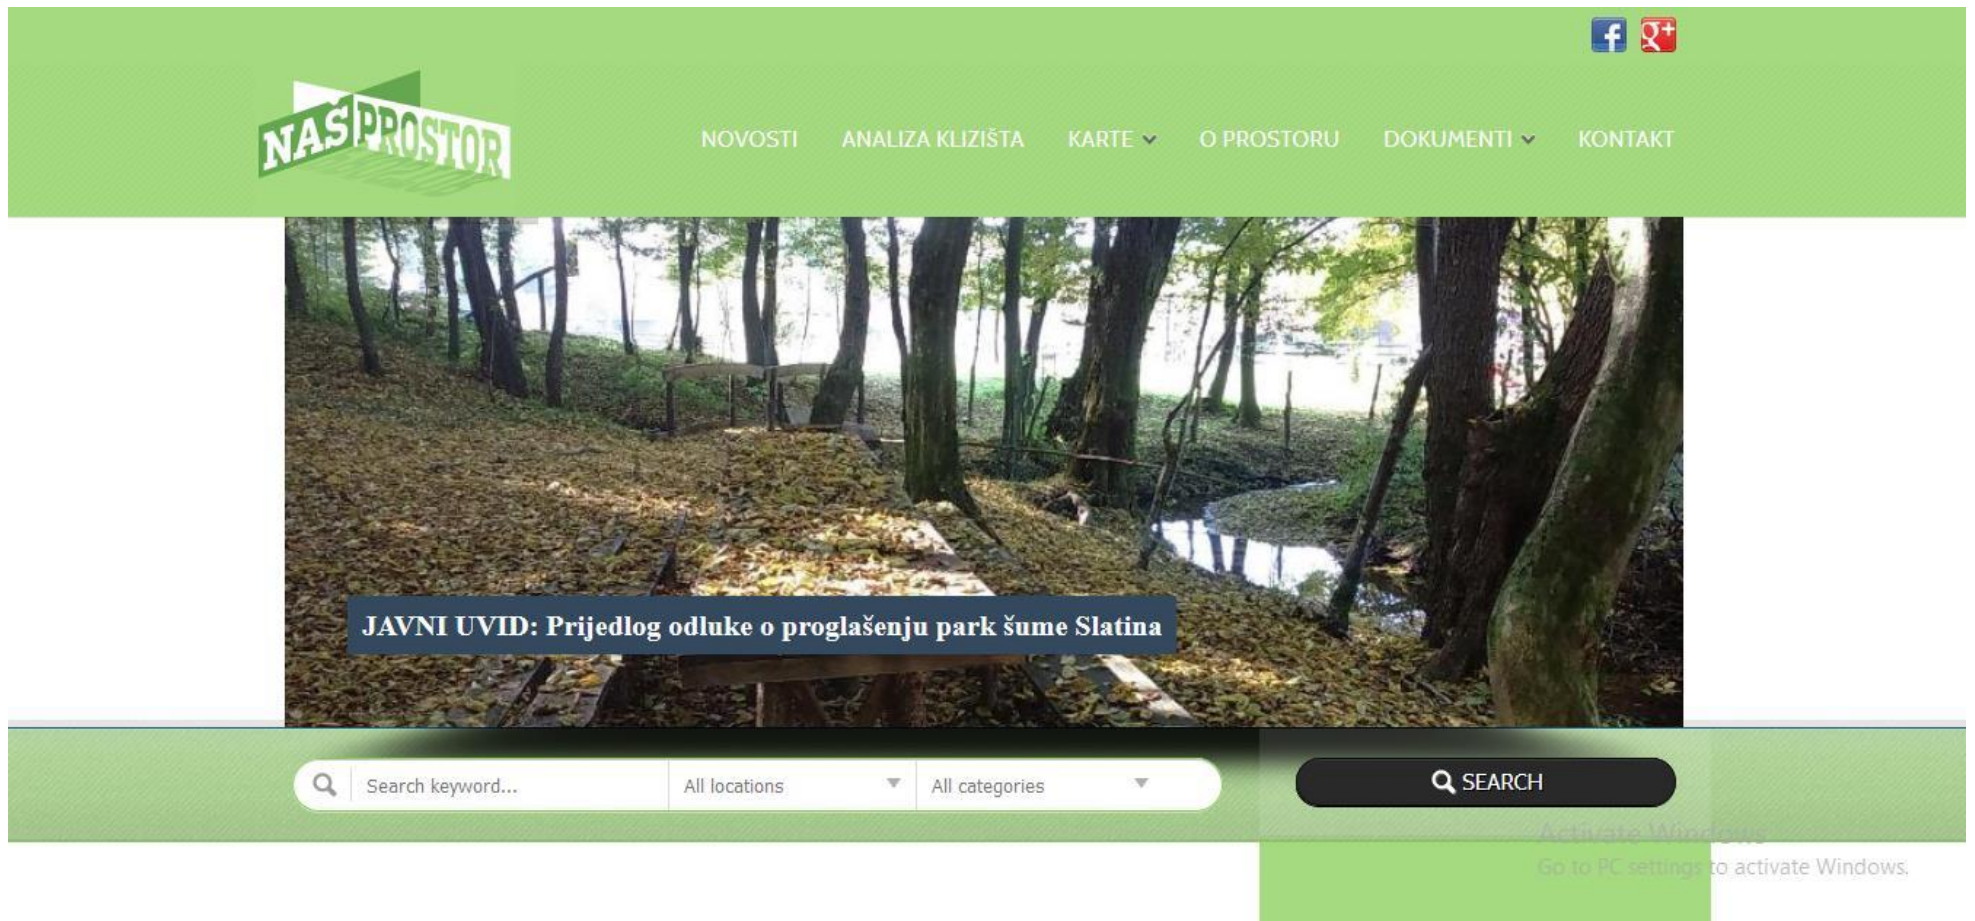 f g+
NAŠ PROSTOR
NOVOSTI ANALIZA KLIZIŠTA KARTE O PROSTORU DOKUMENTI KONTAKT
JAVNI UVID: Prijedlog odluke o proglašenju park šume Slatina
Search keyword... All locations All categories SEARCH
Activate Windows
Go to PC settings to activate Windows.